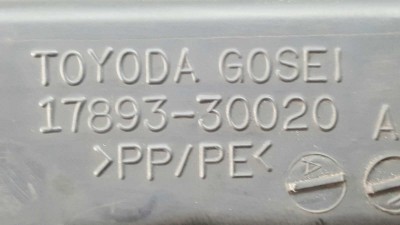 TOYODA GOSEI
17893-30020 A
>PP/PE<
A